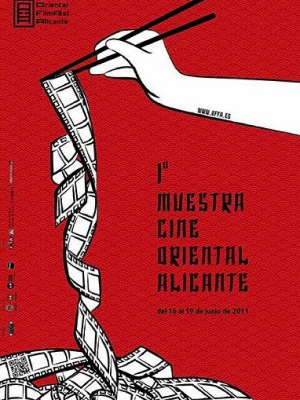 Oriental
FilmFest
Alicante
www.offa.es
1ª
MUESTRA
CINE
ORIENTAL
ALICANTE
del 16 al 19 de junio de 2011